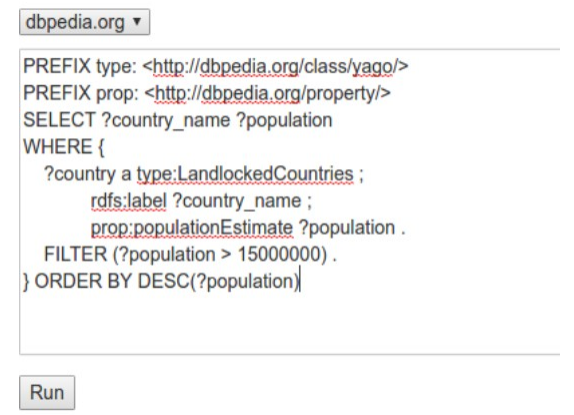 dbpedia.org ▼
PREFIX type: <http://dbpedia.org/class/yago/>
PREFIX prop: <http://dbpedia.org/property/>
SELECT ?country_name ?population
WHERE {
?country a type:LandlockedCountries ;
rdfs:label ?country_name ;
prop:populationEstimate ?population .
FILTER (?population > 15000000) .
} ORDER BY DESC(?population)
Run